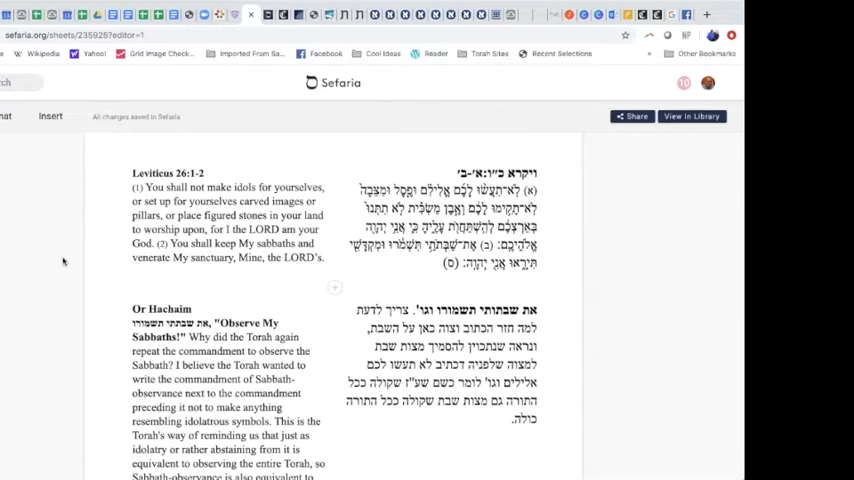 sefaria.org/sheets/235925?editor=1
Wikipedia
Yahoo!
Grid Image Check...
Imported From Sa...
Facebook
Cool Ideas
Reader
Torah Sites
Recent Selections
»
Other Bookmarks
rch
Sefaria
10
mat
Insert
All changes saved in Sefaria
Share
View in Library
Leviticus 26:1-2
(1) You shall not make idols for yourselves,
or set up for yourselves carved images or
pillars, or place figured stones in your land
to worship upon, for I the LORD am your
God. (2) You shall keep My sabbaths and
venerate My sanctuary, Mine, the LORD's.
ויקרא כ״ו:א׳-ב׳
(א) לֹֽא־תַעֲשׂ֨וּ לָכֶ֜ם אֱלִילִ֗ם וּפֶ֤סֶל וּמַצֵּבָה֙
לֹֽא־תָקִ֣ימוּ לָכֶ֔ם וְאֶ֣בֶן מַשְׂכִּ֗ית לֹ֤א תִתְּנוּ֙
בְּאַרְצְכֶ֔ם לְהִֽשְׁתַּחֲוֺ֖ת עָלֶ֑יהָ כִּ֛י אֲנִ֥י יְהוָ֖ה
אֱלֹהֵיכֶֽם׃ (ב) אֶת־שַׁבְּתֹתַ֣י תִּשְׁמֹ֔רוּ וּמִקְדָּשִׁ֖י
תִּירָ֑אוּ אֲנִ֖י יְהוָֽה׃ (ס)
Or Hachaim
את שבתתי תשמורו, "Observe My
Sabbaths!" Why did the Torah again
repeat the commandment to observe the
Sabbath? I believe the Torah wanted to
write the commandment of Sabbath-
observance next to the commandment
preceding it not to make anything
resembling idolatrous symbols. This is the
Torah's way of reminding us that just as
idolatry or rather abstaining from it is
equivalent to observing the entire Torah, so
Sabbath-observance is also equivalent to
את שבתותי תשמורו וגו'. צריך לדעת
למה חזר הכתוב וצוה כאן על השבת,
ונראה שנתכוין להסמיך מצות שבת
למצוה שלפניה דכתיב לא תעשו לכם
אלילים וגו' לומר כשם שע"ז שקולה ככל
התורה גם מצות שבת שקולה ככל התורה
כולה.